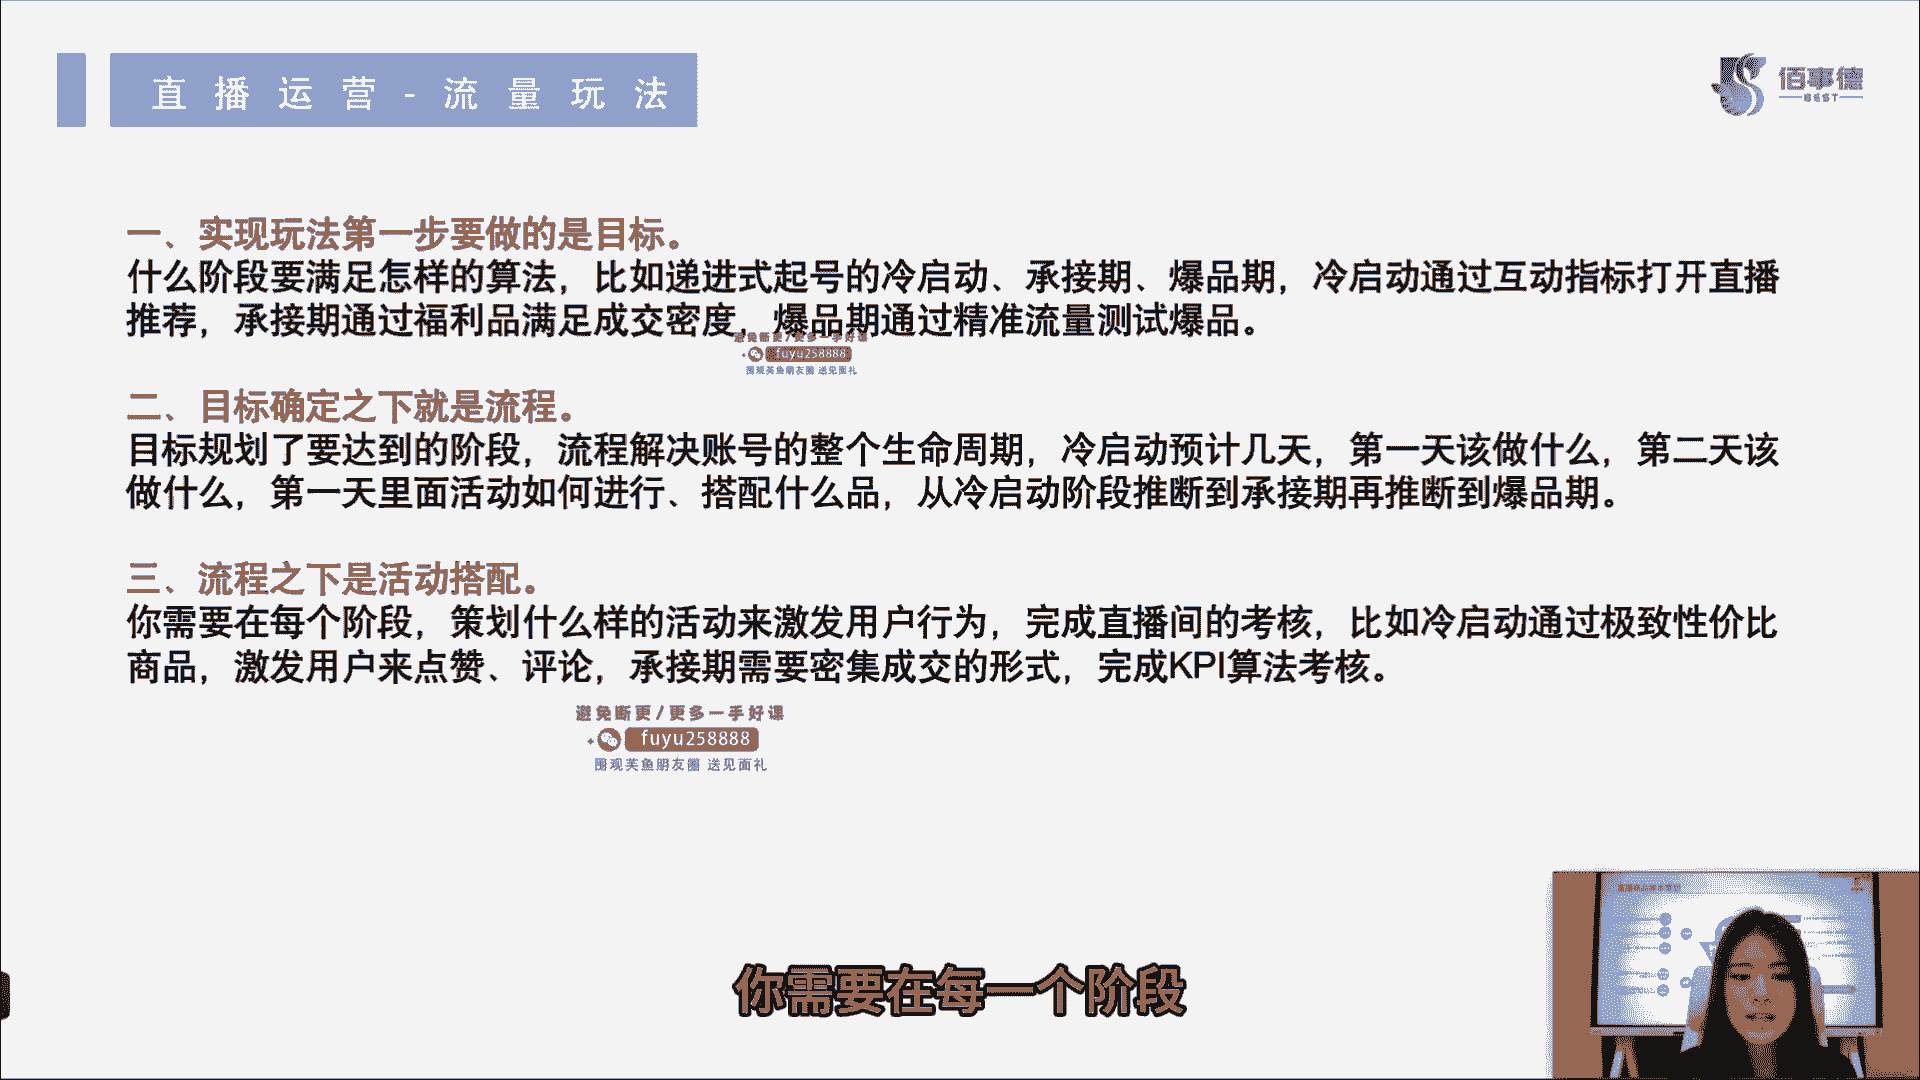 直播运营-流量玩法
佰事德
BEST
一、实现玩法第一步要做的是目标。
什么阶段要满足怎样的算法，比如递进式起号的冷启动、承接期、爆品期，冷启动通过互动指标打开直播
推荐，承接期通过福利品满足成交密度，爆品期通过精准流量测试爆品。
避免断更/更多一手好课
fuyu258888
围观芙鱼朋友圈 送见面礼
二、目标确定之下就是流程。
目标规划了要达到的阶段，流程解决账号的整个生命周期，冷启动预计几天，第一天该做什么，第二天该
做什么，第一天里面活动如何进行、搭配什么品，从冷启动阶段推断到承接期再推断到爆品期。
三、流程之下是活动搭配。
你需要在每个阶段，策划什么样的活动来激发用户行为，完成直播间的考核，比如冷启动通过极致性价比
商品，激发用户来点赞、评论，承接期需要密集成交的形式，完成KPI算法考核。
避免断更/更多一手好课
fuyu258888
围观芙鱼朋友圈 送见面礼
你需要在每一个阶段